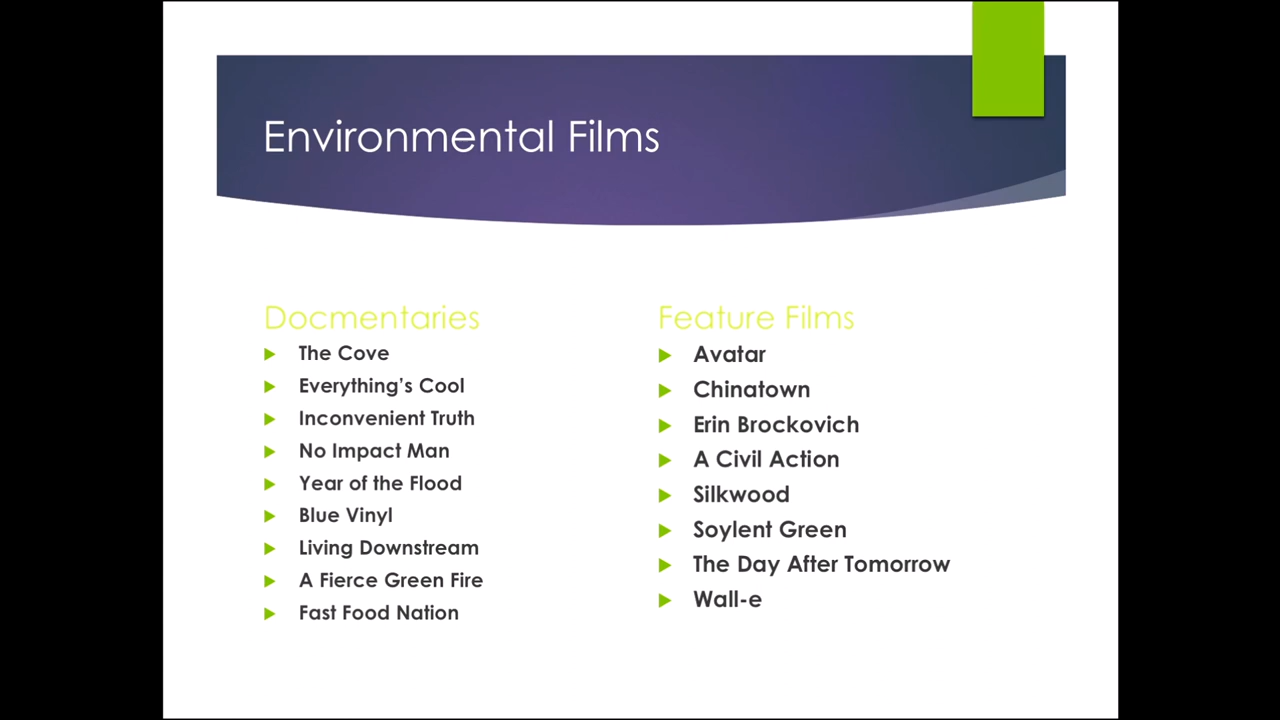 Environmental Films
Docmentaries
The Cove
Everything’s Cool
Inconvenient Truth
No Impact Man
Year of the Flood
Blue Vinyl
Living Downstream
A Fierce Green Fire
Fast Food Nation
Feature Films
Avatar
Chinatown
Erin Brockovich
A Civil Action
Silkwood
Soylent Green
The Day After Tomorrow
Wall-e